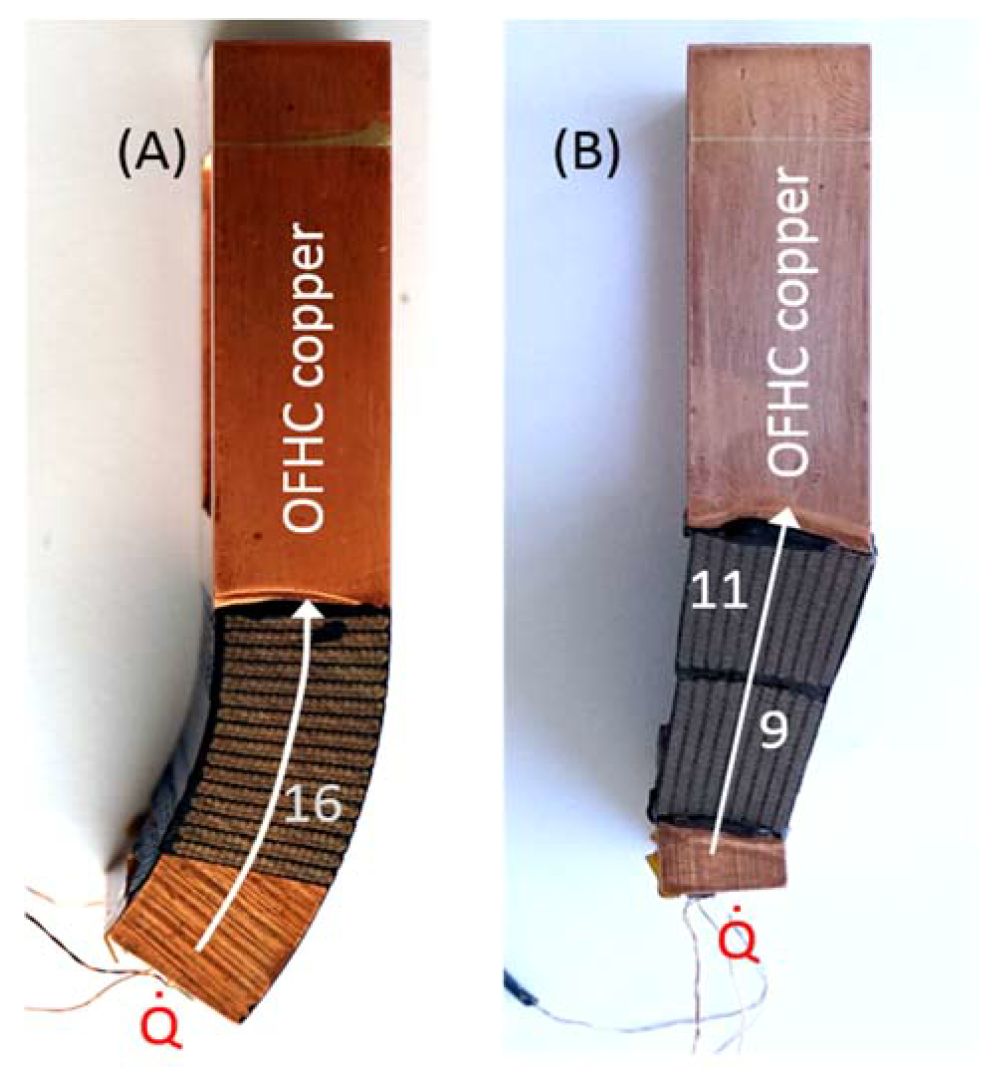 (A)
OFHC copper
16
Q̇
(B)
OFHC copper
11
9
Q̇